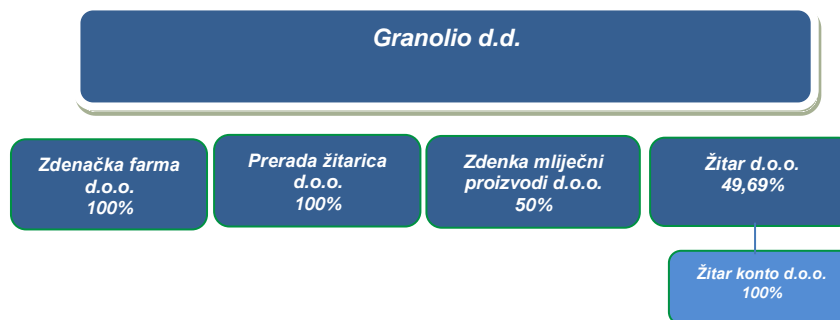 Granolio d.d.
Zdenačka farma
d.o.o.
100%
Prerada žitarica
d.o.o.
100%
Zdenka mliječni
proizvodi d.o.o.
50%
Žitar d.o.o.
49,69%
Žitar konto d.o.o.
100%